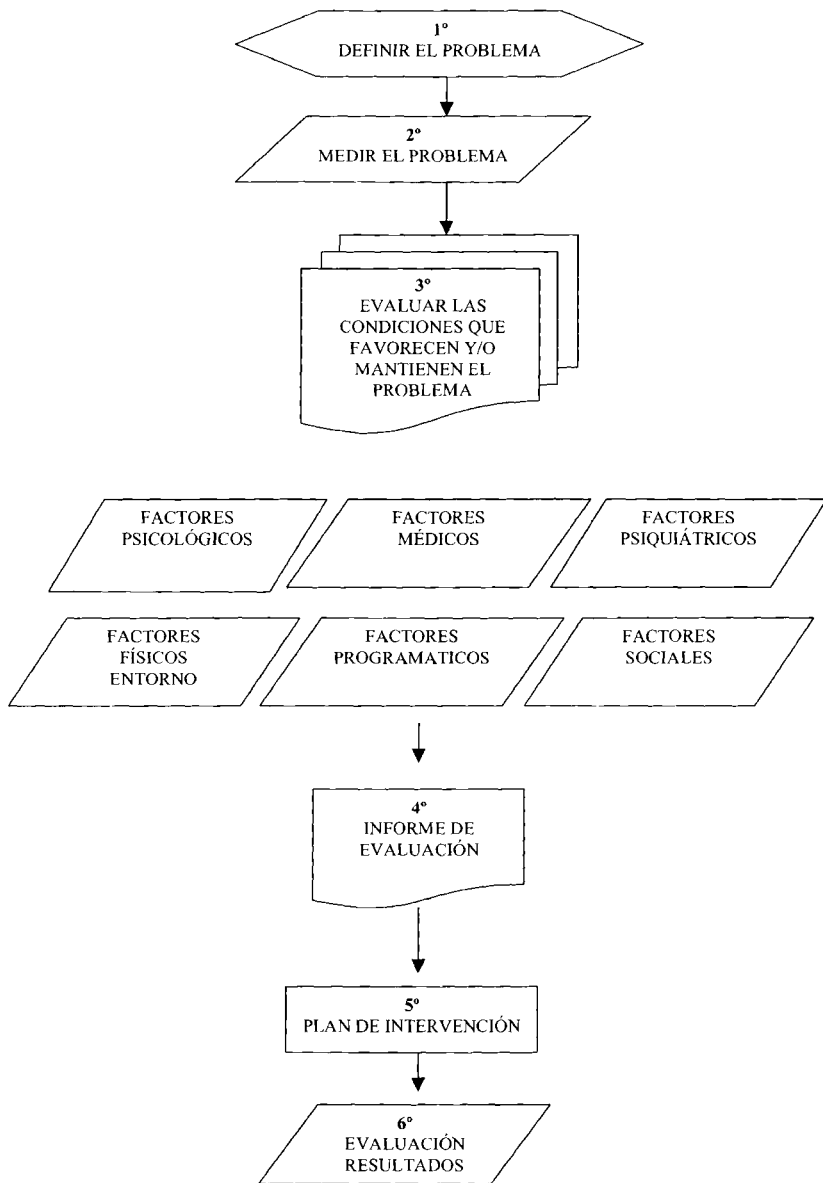 1º
DEFINIR EL PROBLEMA
2º
MEDIR EL PROBLEMA
3º
EVALUAR LAS
CONDICIONES QUE
FAVORECEN Y/O
MANTIENEN EL
PROBLEMA
FACTORES
PSICOLÓGICOS
FACTORES
MÉDICOS
FACTORES
PSIQUIÁTRICOS
FACTORES
FÍSICOS
ENTORNO
FACTORES
PROGRAMATICOS
FACTORES
SOCIALES
4º
INFORME DE
EVALUACIÓN
5º
PLAN DE INTERVENCIÓN
6º
EVALUACIÓN
RESULTADOS